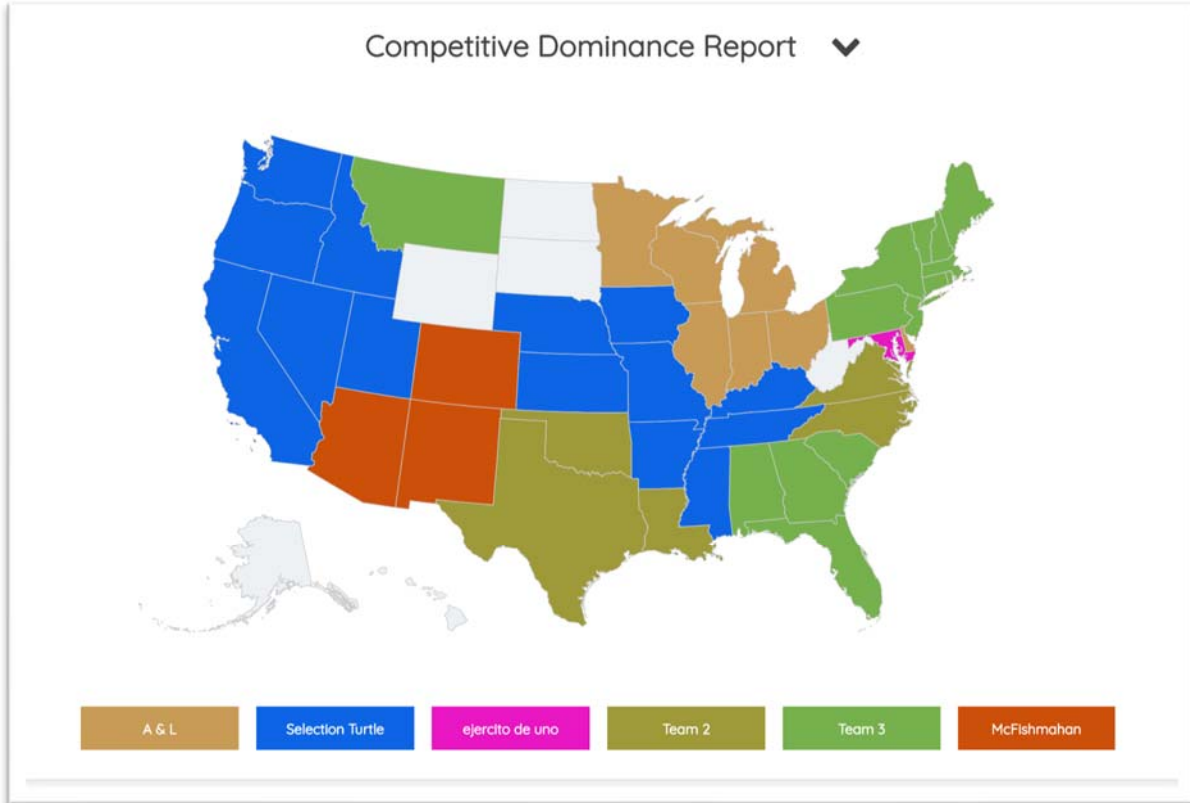 Competitive Dominance Report
A & L
Selection Turtle
ejercito de uno
Team 2
Team 3
McFishmahan